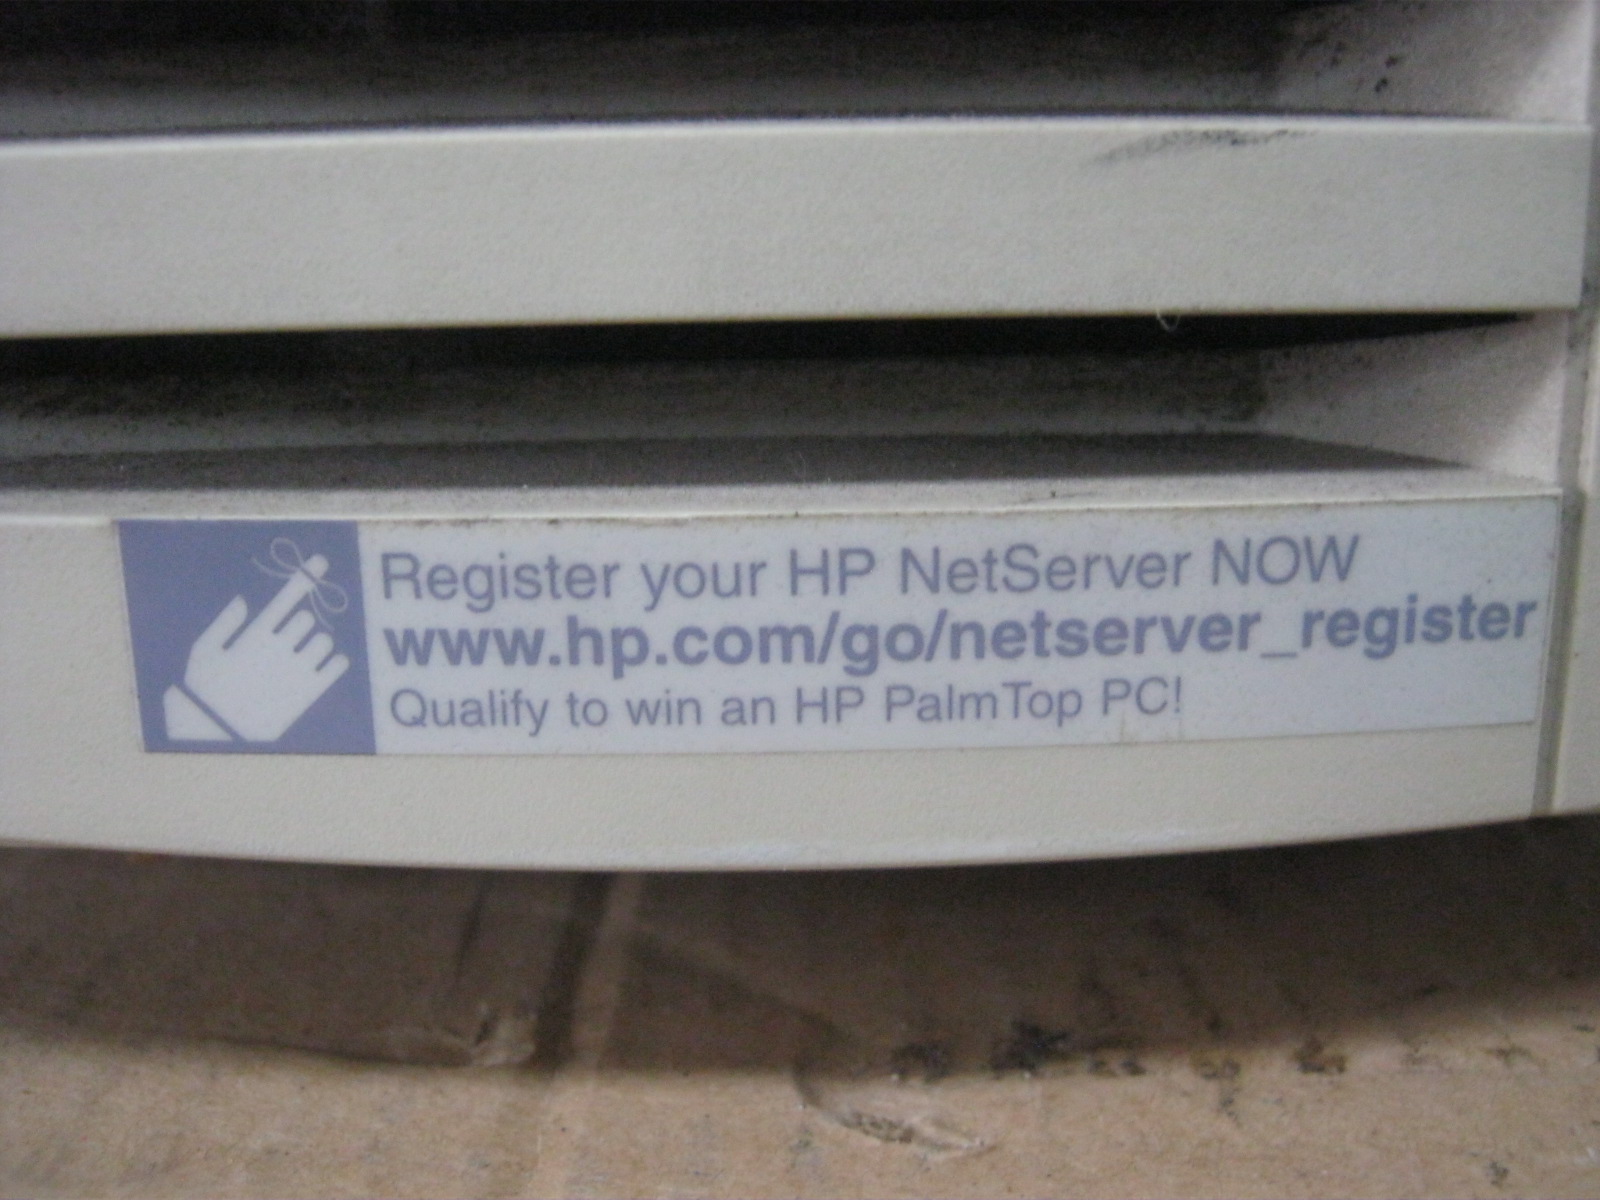 Register your HP NetServer NOW
www.hp.com/go/netserver_register
Qualify to win an HP PalmTop PC!